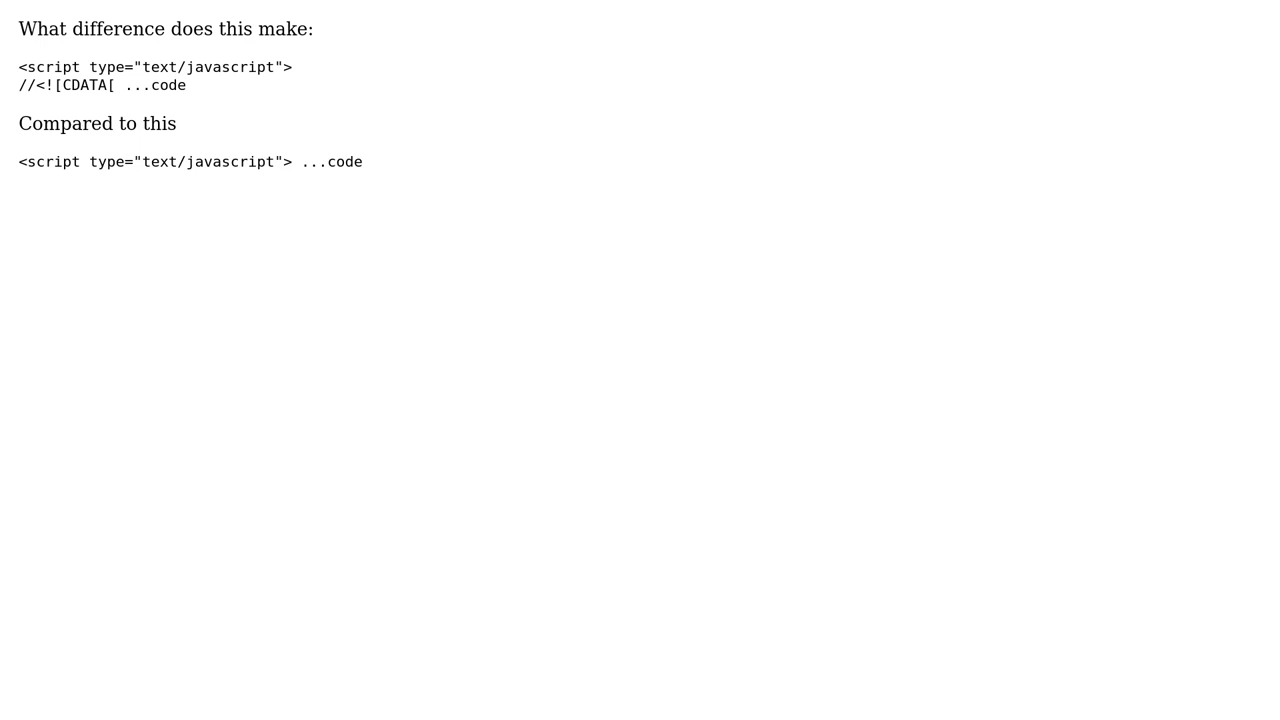 What difference does this make:
<script type="text/javascript">
//<![CDATA[ ...code
Compared to this
<script type="text/javascript"> ...code